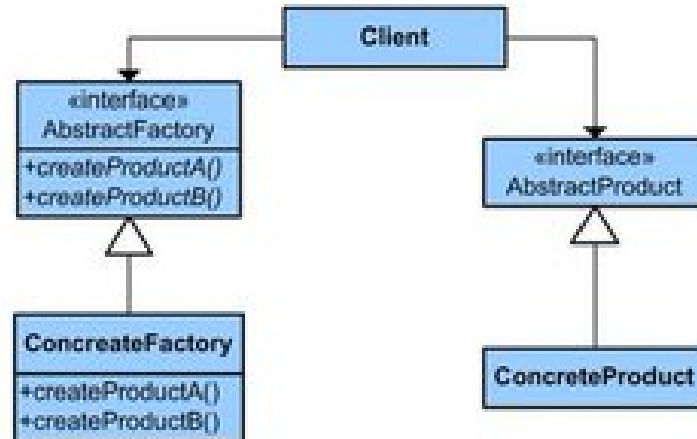 Client
«interface»
AbstractFactory
+createProductA()
+createProductB()
«interface»
AbstractProduct
ConcreateFactory
+createProductA()
+createProductB()
ConcreteProduct